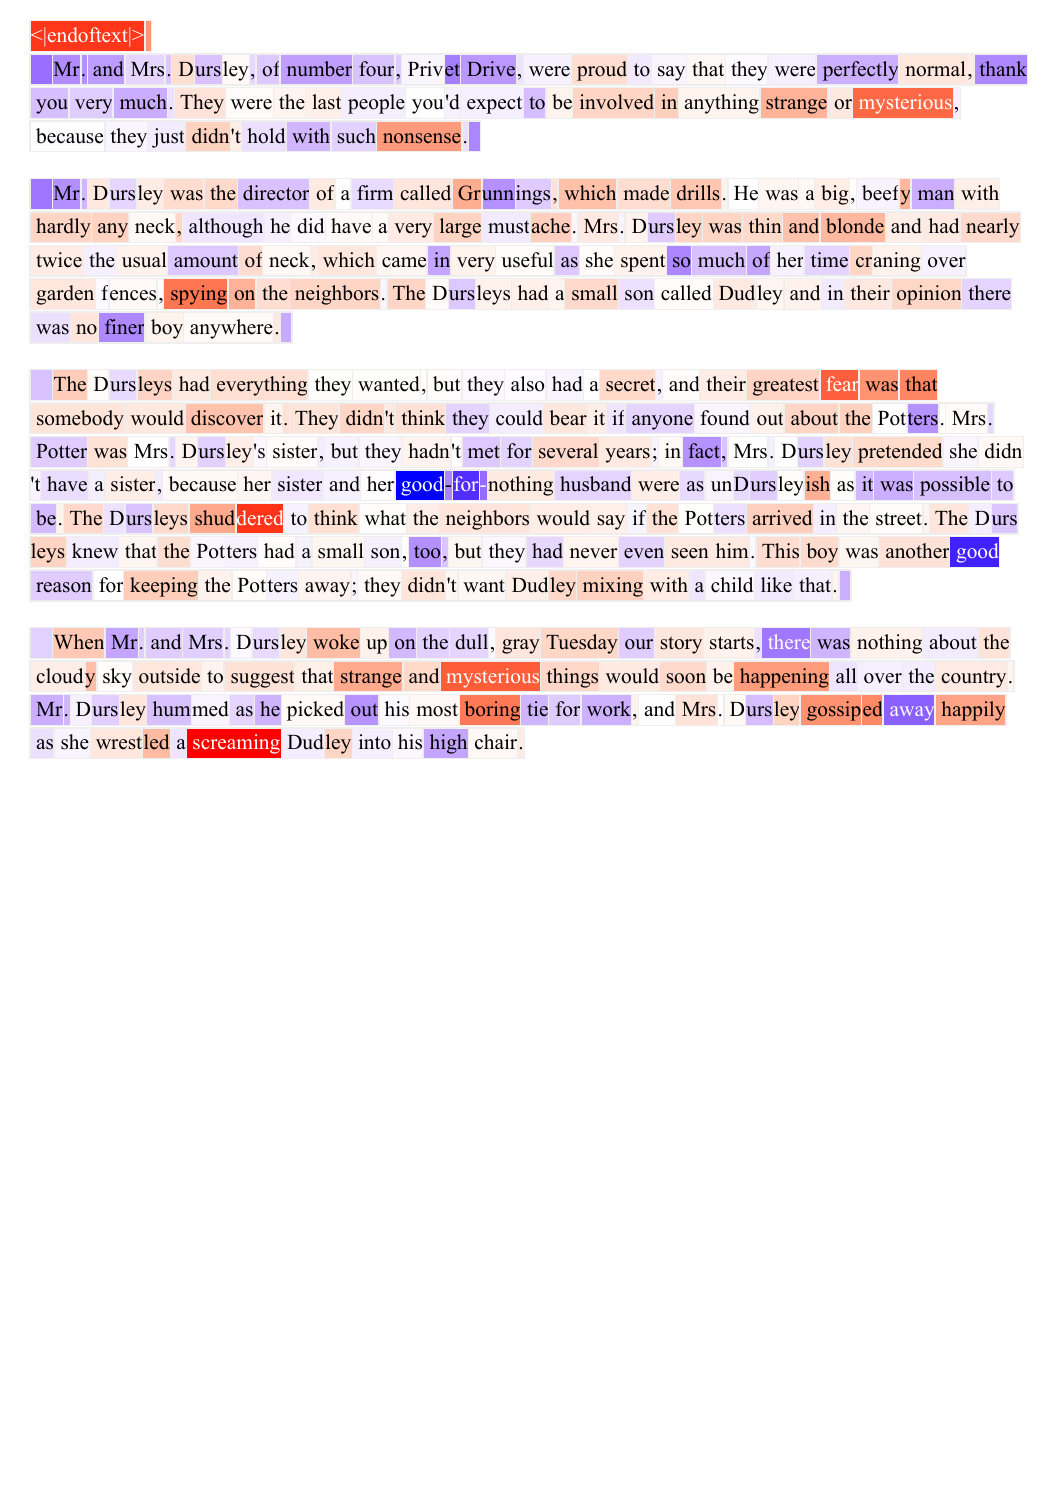 <|endoftext|>
Mr. and Mrs. Dursley, of number four, Privet Drive, were proud to say that they were perfectly normal, thank
you very much. They were the last people you'd expect to be involved in anything strange or mysterious,
because they just didn't hold with such nonsense.
Mr. Dursley was the director of a firm called Grunnings, which made drills. He was a big, beefy man with
hardly any neck, although he did have a very large mustache. Mrs. Dursley was thin and blonde and had nearly
twice the usual amount of neck, which came in very useful as she spent so much of her time craning over
garden fences, spying on the neighbors. The Dursleys had a small son called Dudley and in their opinion there
was no finer boy anywhere.
The Dursleys had everything they wanted, but they also had a secret, and their greatest fear was that
somebody would discover it. They didn't think they could bear it if anyone found out about the Potters. Mrs.
Potter was Mrs. Dursley's sister, but they hadn't met for several years; in fact, Mrs. Dursley pretended she didn
't have a sister, because her sister and her good-for-nothing husband were as unDursleyish as it was possible to
be. The Dursleys shuddered to think what the neighbors would say if the Potters arrived in the street. The Durs
leys knew that the Potters had a small son, too, but they had never even seen him. This boy was another good
reason for keeping the Potters away; they didn't want Dudley mixing with a child like that.
When Mr. and Mrs. Dursley woke up on the dull, gray Tuesday our story starts, there was nothing about the
cloudy sky outside to suggest that strange and mysterious things would soon be happening all over the country.
Mr. Dursley hummed as he picked out his most boring tie for work, and Mrs. Dursley gossiped away happily
as she wrestled a screaming Dudley into his high chair.